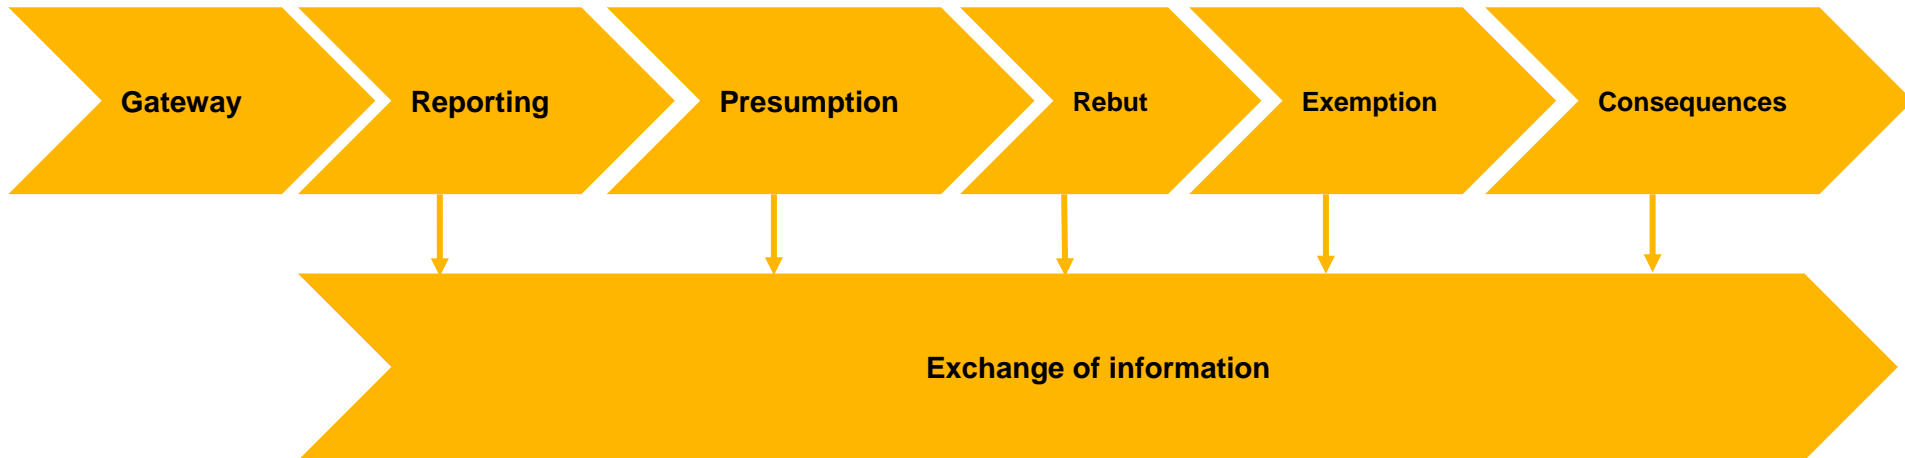 Gateway
Reporting
Presumption
Rebut
Exemption
Consequences
Exchange of information